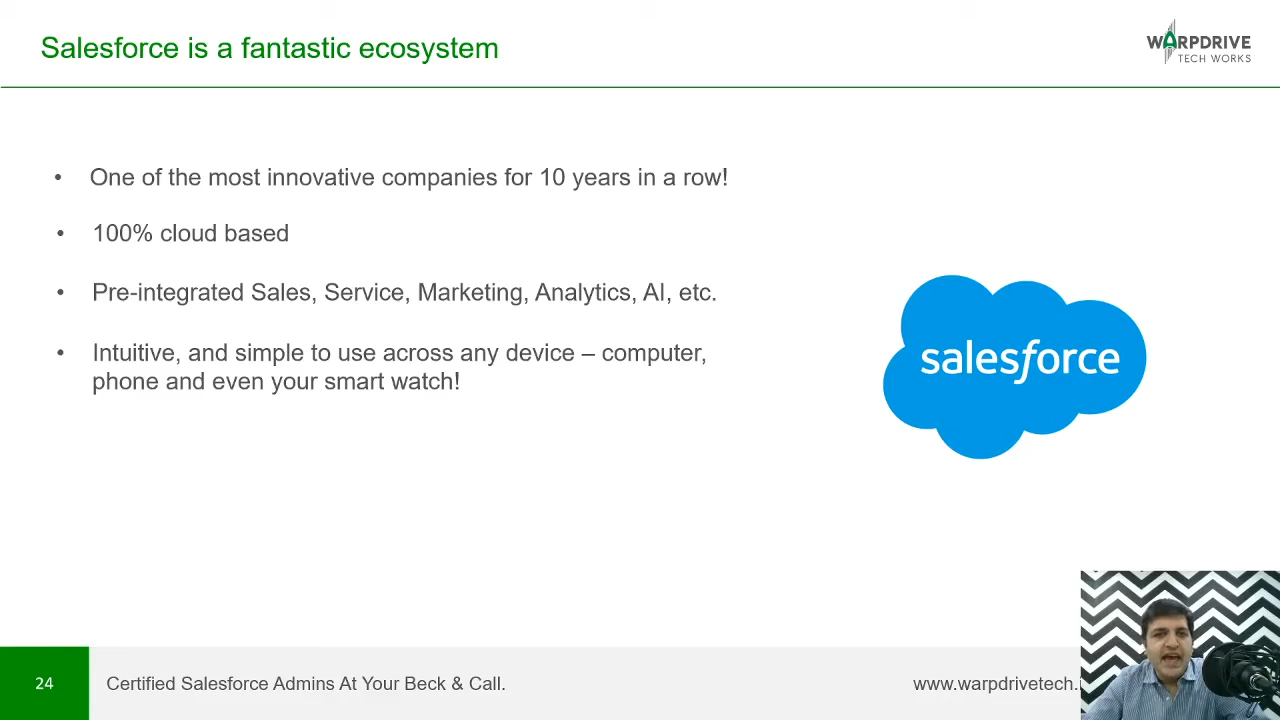 Salesforce is a fantastic ecosystem
WARPDRIVE
TECH WORKS
• One of the most innovative companies for 10 years in a row!
• 100% cloud based
• Pre-integrated Sales, Service, Marketing, Analytics, AI, etc.
• Intuitive, and simple to use across any device – computer,
phone and even your smart watch!
salesforce
24
Certified Salesforce Admins At Your Beck & Call.
www.warpdrivetech.